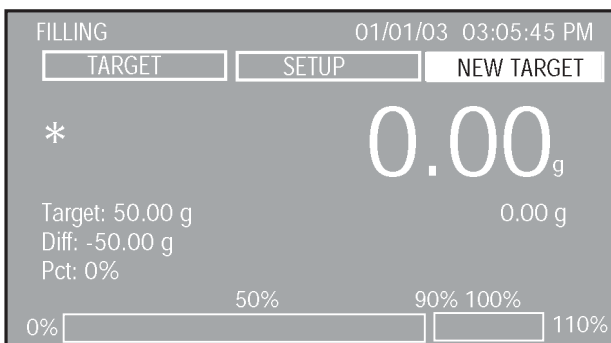 FILLING 01/01/03 03:05:45 PM
TARGET SETUP NEW TARGET
* 0.00 g
Target: 50.00 g 0.00 g
Diff: -50.00 g
Pct: 0%
50% 90% 100%
0% 110%